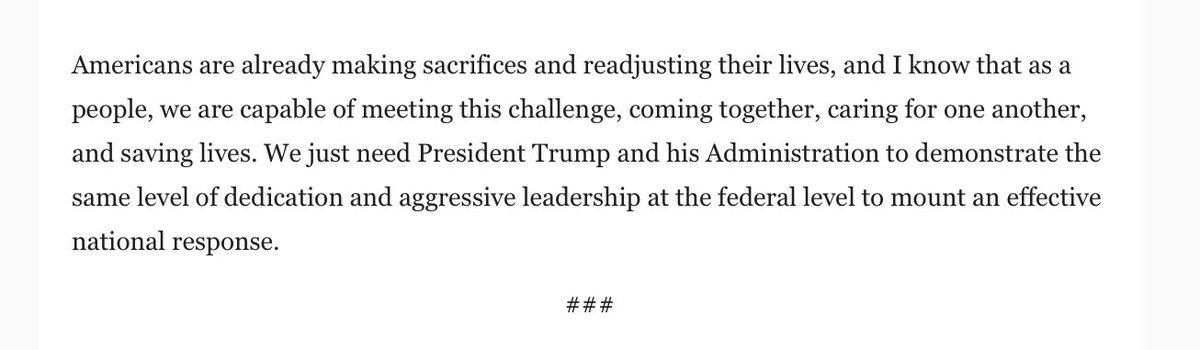 Americans are already making sacrifices and readjusting their lives, and I know that as a
people, we are capable of meeting this challenge, coming together, caring for one another,
and saving lives. We just need President Trump and his Administration to demonstrate the
same level of dedication and aggressive leadership at the federal level to mount an effective
national response.
###